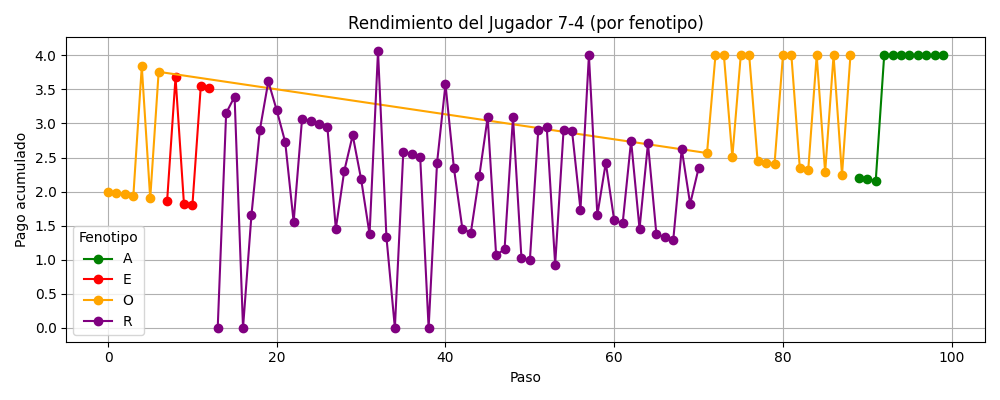 Rendimiento del Jugador 7-4 (por fenotipo)
Pago acumulado
4.0
3.5
3.0
2.5
2.0
1.5
1.0
0.5
0.0
Fenotipo
A
E
O
R
0 20 40 60 80 100
Paso